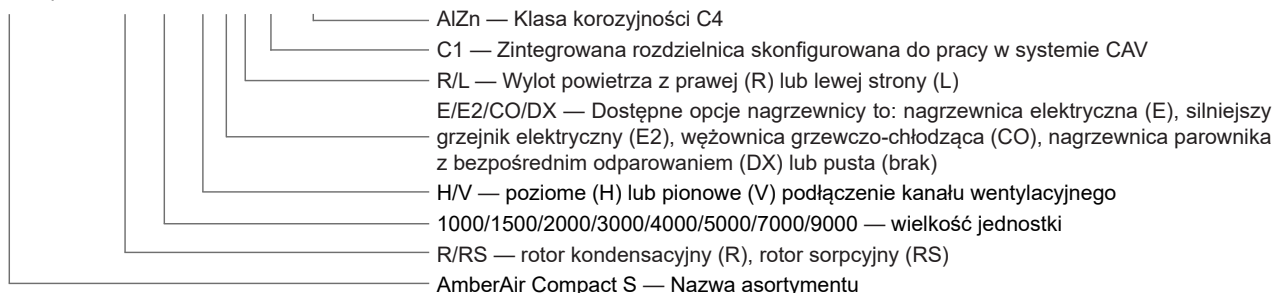 AlZn — Klasa korozyjności C4
C1 — Zintegrowana rozdzielnica skonfigurowana do pracy w systemie CAV
R/L — Wylot powietrza z prawej (R) lub lewej strony (L)
E/E2/CO/DX — Dostępne opcje nagrzewnicy to: nagrzewnica elektryczna (E), silniejszy
grzejnik elektryczny (E2), wężownica grzewczo-chłodząca (CO), nagrzewnica parownika
z bezpośrednim odparowaniem (DX) lub pusta (brak)
H/V — poziome (H) lub pionowe (V) podłączenie kanału wentylacyjnego
1000/1500/2000/3000/4000/5000/7000/9000 — wielkość jednostki
R/RS — rotor kondensacyjny (R), rotor sorpcyjny (RS)
AmberAir Compact S — Nazwa asortymentu